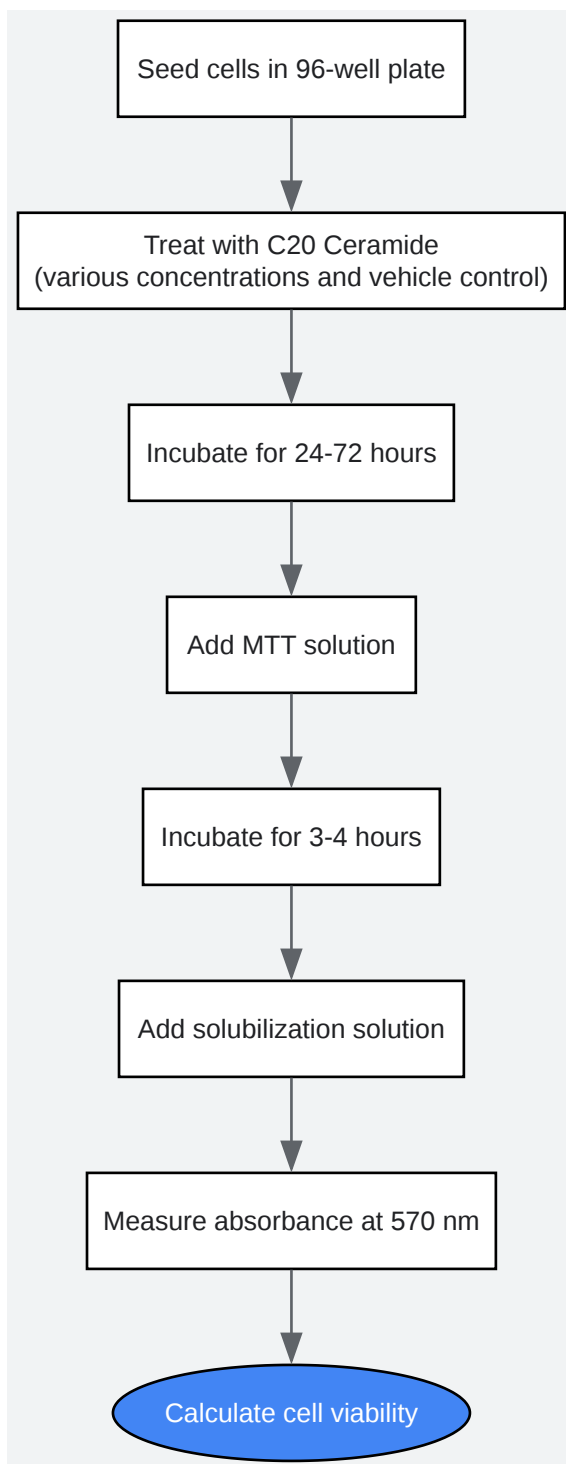 Seed cells in 96-well plate
Treat with C20 Ceramide
(various concentrations and vehicle control)
Incubate for 24-72 hours
Add MTT solution
Incubate for 3-4 hours
Add solubilization solution
Measure absorbance at 570 nm
Calculate cell viability